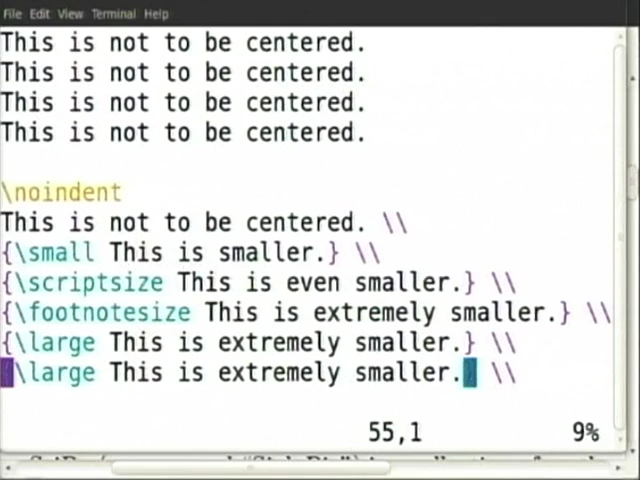 File Edit View Terminal Help
This is not to be centered.
This is not to be centered.
This is not to be centered.
This is not to be centered.
\noindent
This is not to be centered. \\
{\small This is smaller.} \\
{\scriptsize This is even smaller.} \\
{\footnotesize This is extremely smaller.} \\
{\large This is extremely smaller.} \\
{\large This is extremely smaller.} \\
55,1 9%